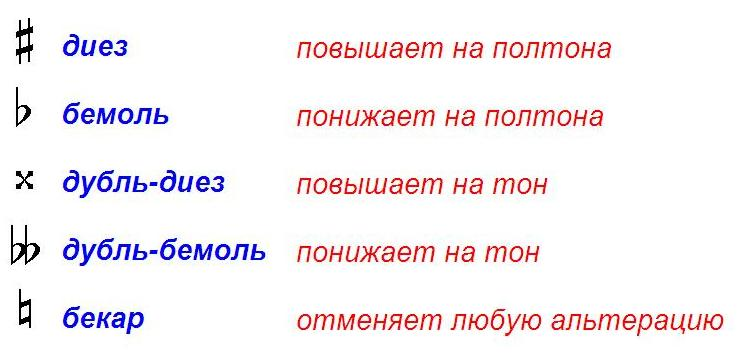 ♯ диез повышает на полтона
♭ бемоль понижает на полтона
𝄪 дубль-диез повышает на тон
𝄫 дубль-бемоль понижает на тон
♮ бекар отменяет любую альтерацию